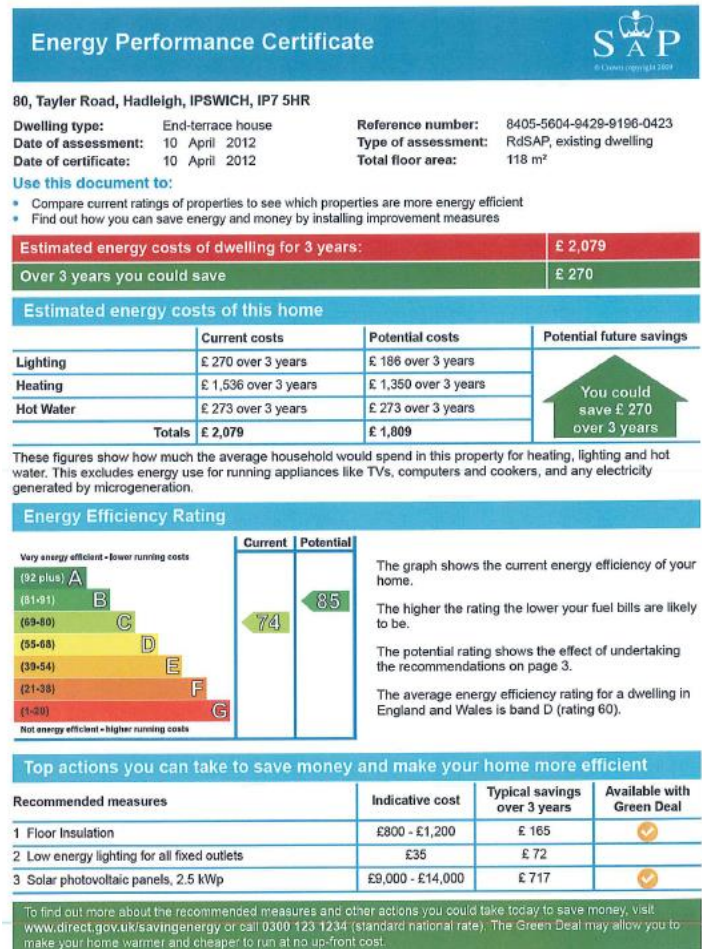 Energy Performance Certificate
SAP
© Crown copyright 2009
80, Tayler Road, Hadleigh, IPSWICH, IP7 5HR
Dwelling type: End-terrace house
Date of assessment: 10 April 2012
Date of certificate: 10 April 2012
Reference number: 8405-5604-9429-9196-0423
Type of assessment: RdSAP, existing dwelling
Total floor area: 118 m²
Use this document to:
• Compare current ratings of properties to see which properties are more energy efficient
• Find out how you can save energy and money by installing improvement measures
Estimated energy costs of dwelling for 3 years: £ 2,079
Over 3 years you could save £ 270
Estimated energy costs of this home
Current costs Potential costs Potential future savings
Lighting £ 270 over 3 years £ 186 over 3 years
Heating £ 1,536 over 3 years £ 1,350 over 3 years
Hot Water £ 273 over 3 years £ 273 over 3 years
Totals £ 2,079 £ 1,809
You could
save £ 270
over 3 years
These figures show how much the average household would spend in this property for heating, lighting and hot
water. This excludes energy use for running appliances like TVs, computers and cookers, and any electricity
generated by microgeneration.
Energy Efficiency Rating
Current Potential
Very energy efficient - lower running costs
(92 plus) A
(81-91) B
(69-80) C
(55-68) D
(39-54) E
(21-38) F
(1-20) G
Not energy efficient - higher running costs
74
85
The graph shows the current energy efficiency of your
home.
The higher the rating the lower your fuel bills are likely
to be.
The potential rating shows the effect of undertaking
the recommendations on page 3.
The average energy efficiency rating for a dwelling in
England and Wales is band D (rating 60).
Top actions you can take to save money and make your home more efficient
Recommended measures Indicative cost Typical savings over 3 years Available with Green Deal
1 Floor Insulation £800 - £1,200 £ 165
2 Low energy lighting for all fixed outlets £35 £ 72
3 Solar photovoltaic panels, 2.5 kWp £9,000 - £14,000 £ 717
To find out more about the recommended measures and other actions you could take today to save money, visit
www.direct.gov.uk/savingenergy or call 0300 123 1234 (standard national rate). The Green Deal may allow you to
make your home warmer and cheaper to run at no up-front cost.